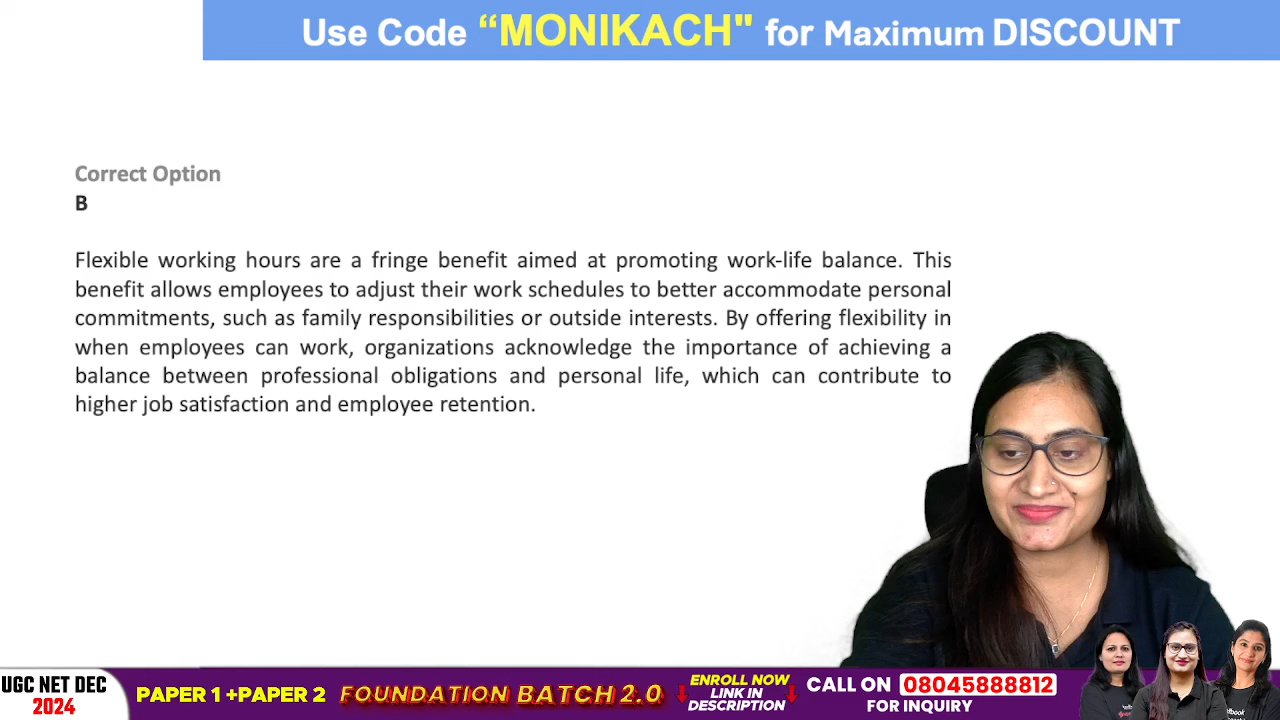 Use Code “MONIKACH" for Maximum DISCOUNT
Correct Option
B
Flexible working hours are a fringe benefit aimed at promoting work-life balance. This
benefit allows employees to adjust their work schedules to better accommodate personal
commitments, such as family responsibilities or outside interests. By offering flexibility in
when employees can work, organizations acknowledge the importance of achieving a
balance between professional obligations and personal life, which can contribute to
higher job satisfaction and employee retention.
UGC NET DEC
2024
PAPER 1 +PAPER 2
FOUNDATION BATCH 2.0
ENROLL NOW
LINK IN
DESCRIPTION
CALL ON 08045888812
FOR INQUIRY